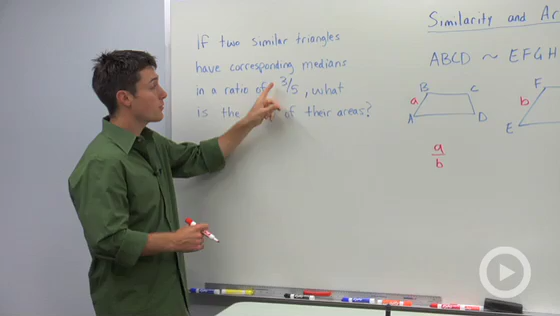 If two similar triangles
have corresponding medians
in a ratio of 3/5, what
is the of their areas?
Similarity and Ar
ABCD ~ EFGH
B C F
a b
A D E
a
b